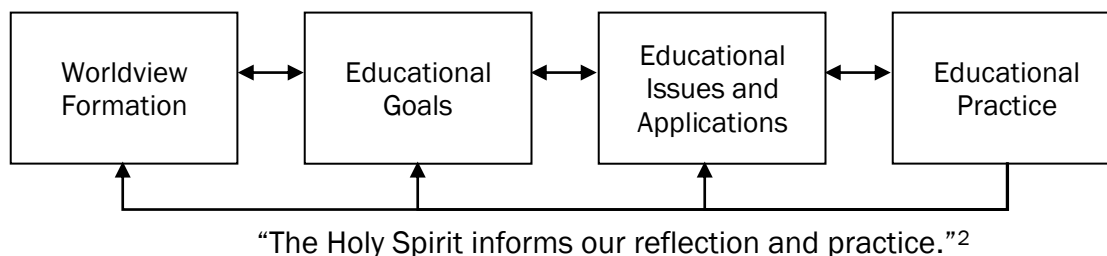 Worldview
Formation
Educational
Goals
Educational
Issues and
Applications
Educational
Practice
“The Holy Spirit informs our reflection and practice.”²